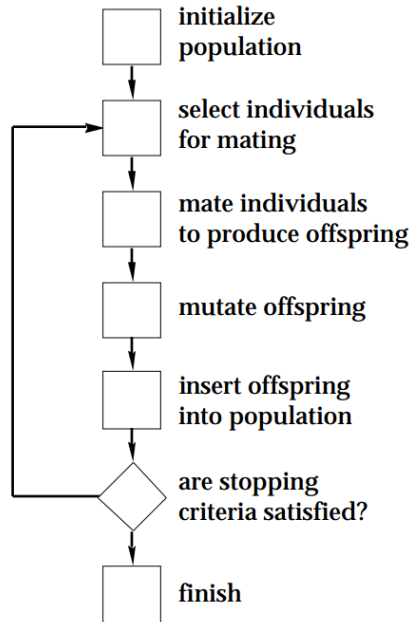 initialize
population
select individuals
for mating
mate individuals
to produce offspring
mutate offspring
insert offspring
into population
are stopping
criteria satisfied?
finish